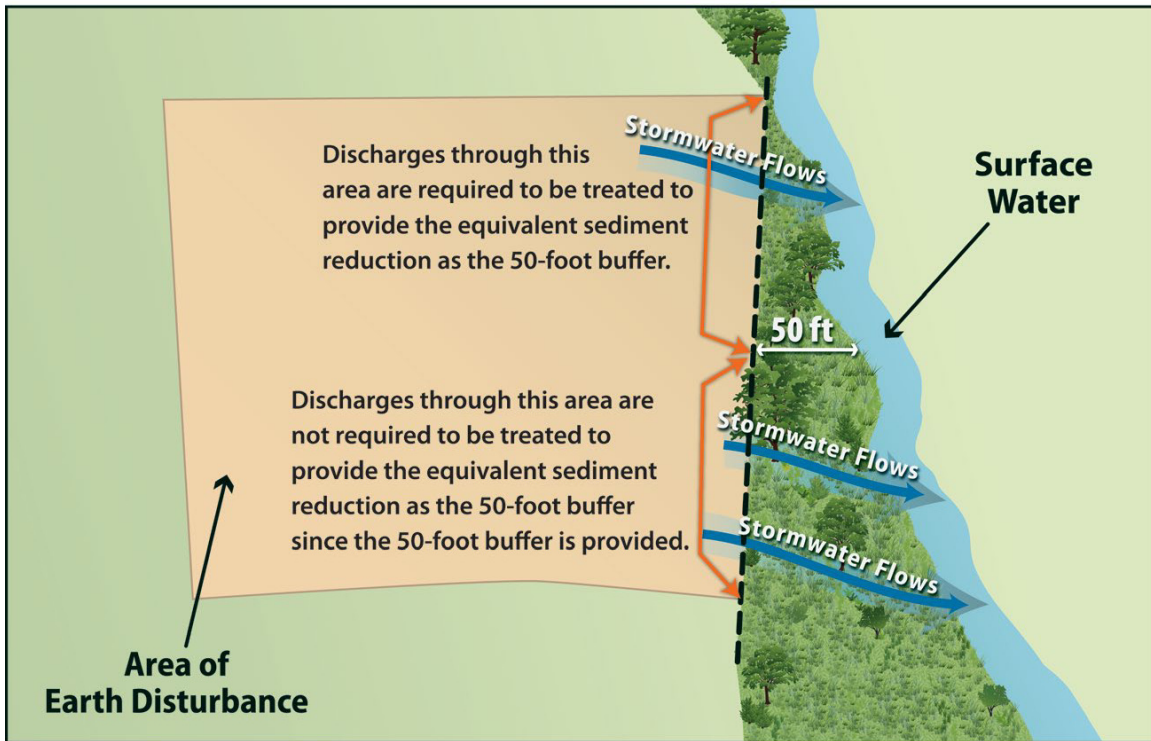 Stormwater Flows
Discharges through this
area are required to be treated to
provide the equivalent sediment
reduction as the 50-foot buffer.
Surface
Water
50 ft
Discharges through this area are
not required to be treated to
provide the equivalent sediment
reduction as the 50-foot buffer
since the 50-foot buffer is provided.
Stormwater Flows
Stormwater Flows
Area of
Earth Disturbance